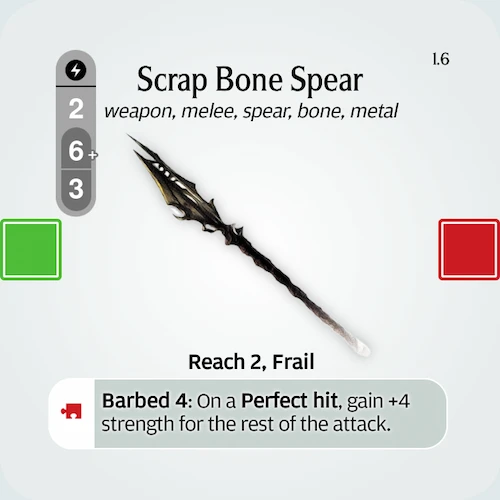 1.6
Scrap Bone Spear
weapon, melee, spear, bone, metal
2
6+
3
Reach 2, Frail
Barbed 4: On a Perfect hit, gain +4
strength for the rest of the attack.